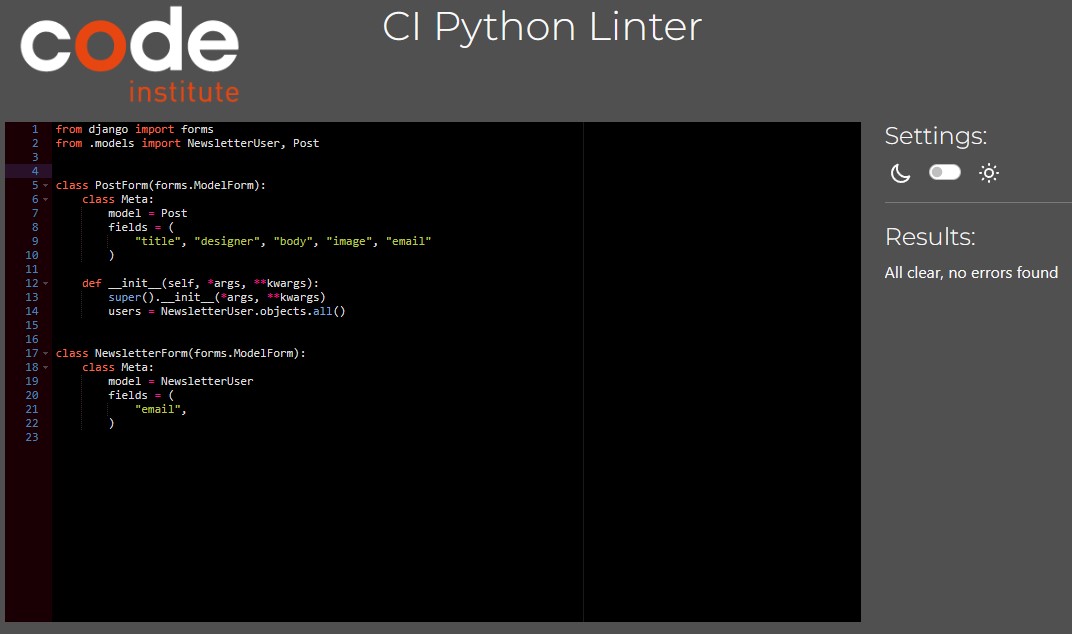 code
institute
CI Python Linter
1 from django import forms
2 from .models import NewsletterUser, Post
3
4
5 class PostForm(forms.ModelForm):
6     class Meta:
7         model = Post
8         fields = (
9             "title", "designer", "body", "image", "email"
10         )
11
12     def __init__(self, *args, **kwargs):
13         super().__init__(*args, **kwargs)
14         users = NewsletterUser.objects.all()
15
16
17 class NewsletterForm(forms.ModelForm):
18     class Meta:
19         model = NewsletterUser
20         fields = (
21             "email",
22         )
23
Settings:
Results:
All clear, no errors found